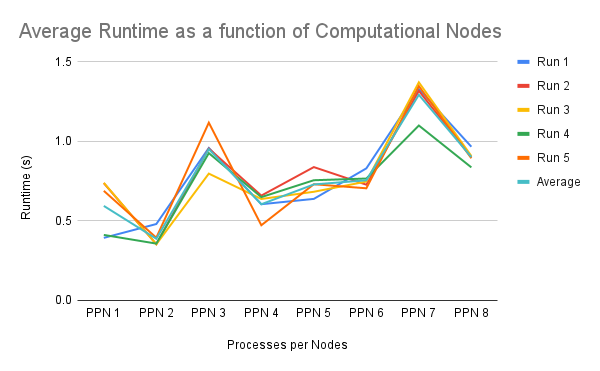 Average Runtime as a function of Computational Nodes
1.5
1.0
0.5
0.0
Runtime (s)
PPN 1 PPN 2 PPN 3 PPN 4 PPN 5 PPN 6 PPN 7 PPN 8
Processes per Nodes
Run 1
Run 2
Run 3
Run 4
Run 5
Average